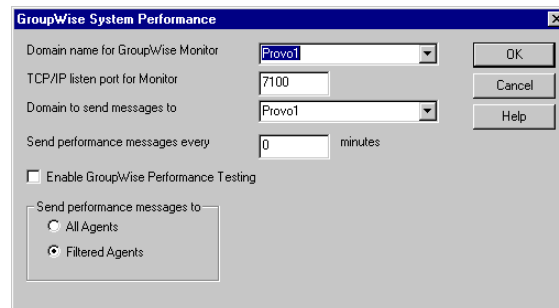 GroupWise System Performance
Domain name for GroupWise Monitor
Provo1
OK
TCP/IP listen port for Monitor
7100
Cancel
Domain to send messages to
Provo1
Help
Send performance messages every
0
minutes
Enable GroupWise Performance Testing
Send performance messages to
All Agents
Filtered Agents